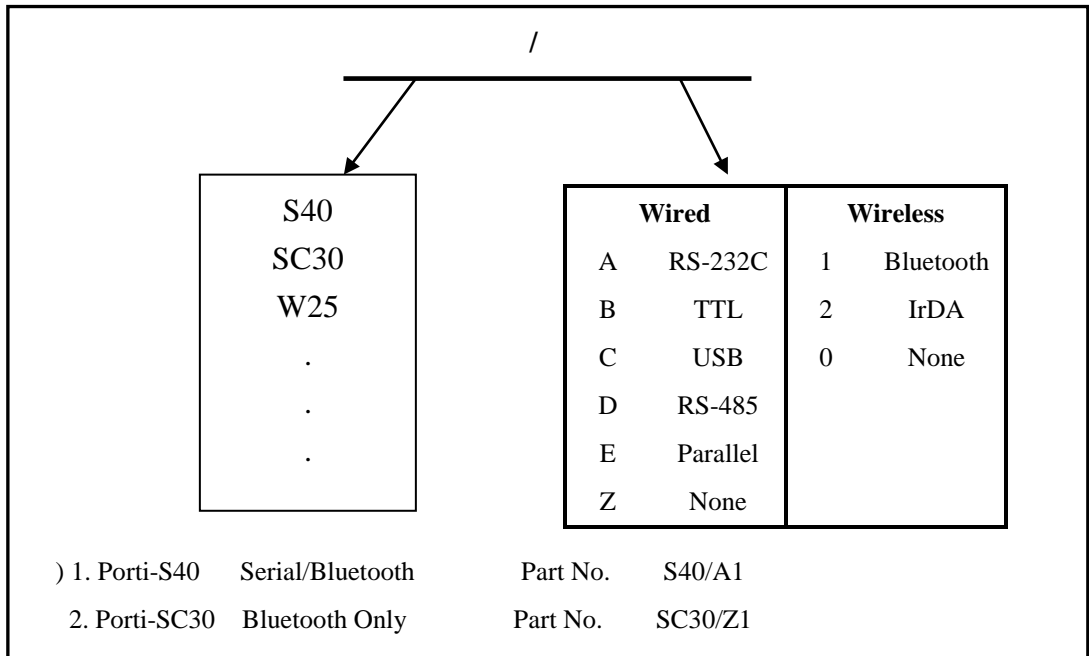 /
S40
SC30
W25
.
.
.
Wired Wireless
A RS-232C 1 Bluetooth
B TTL 2 IrDA
C USB 0 None
D RS-485
E Parallel
Z None
) 1. Porti-S40 Serial/Bluetooth Part No. S40/A1
2. Porti-SC30 Bluetooth Only Part No. SC30/Z1